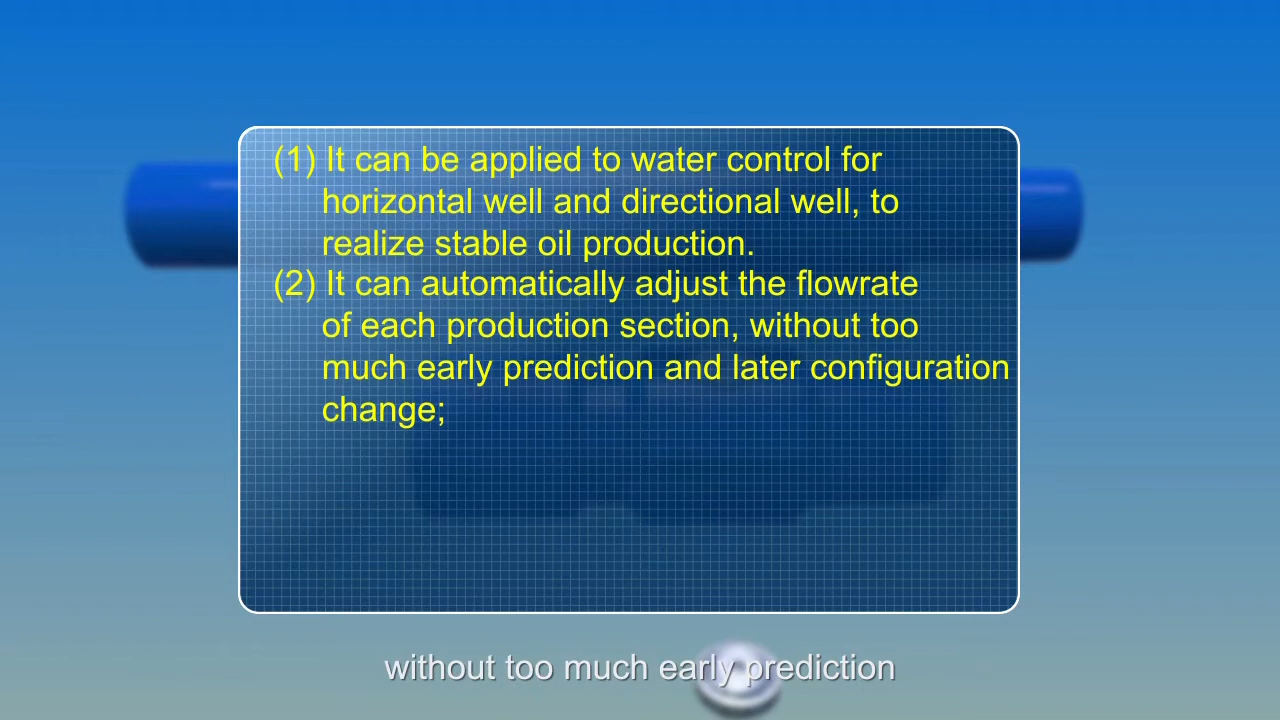 (1) It can be applied to water control for
horizontal well and directional well, to
realize stable oil production.
(2) It can automatically adjust the flowrate
of each production section, without too
much early prediction and later configuration
change;
without too much early prediction